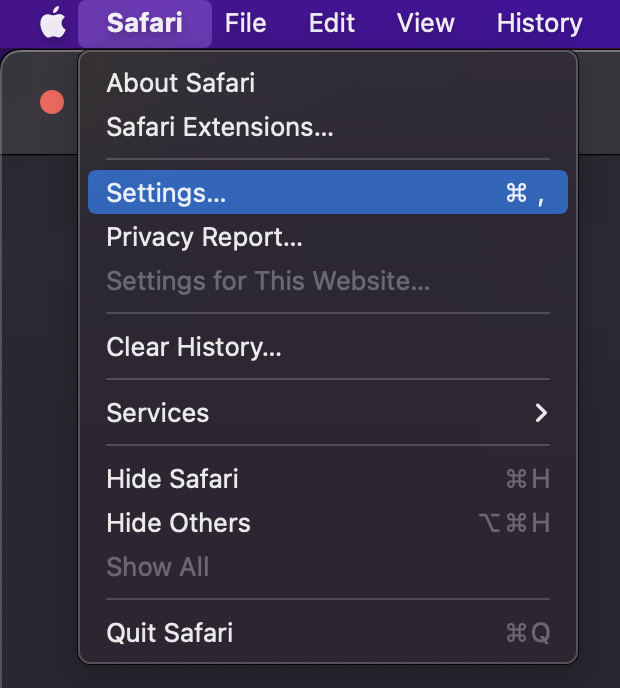 Safari File Edit View History
About Safari
Safari Extensions...
Settings... ⌘ ,
Privacy Report...
Settings for This Website...
Clear History...
Services
Hide Safari ⌘H
Hide Others ⌥⌘H
Show All
Quit Safari ⌘Q